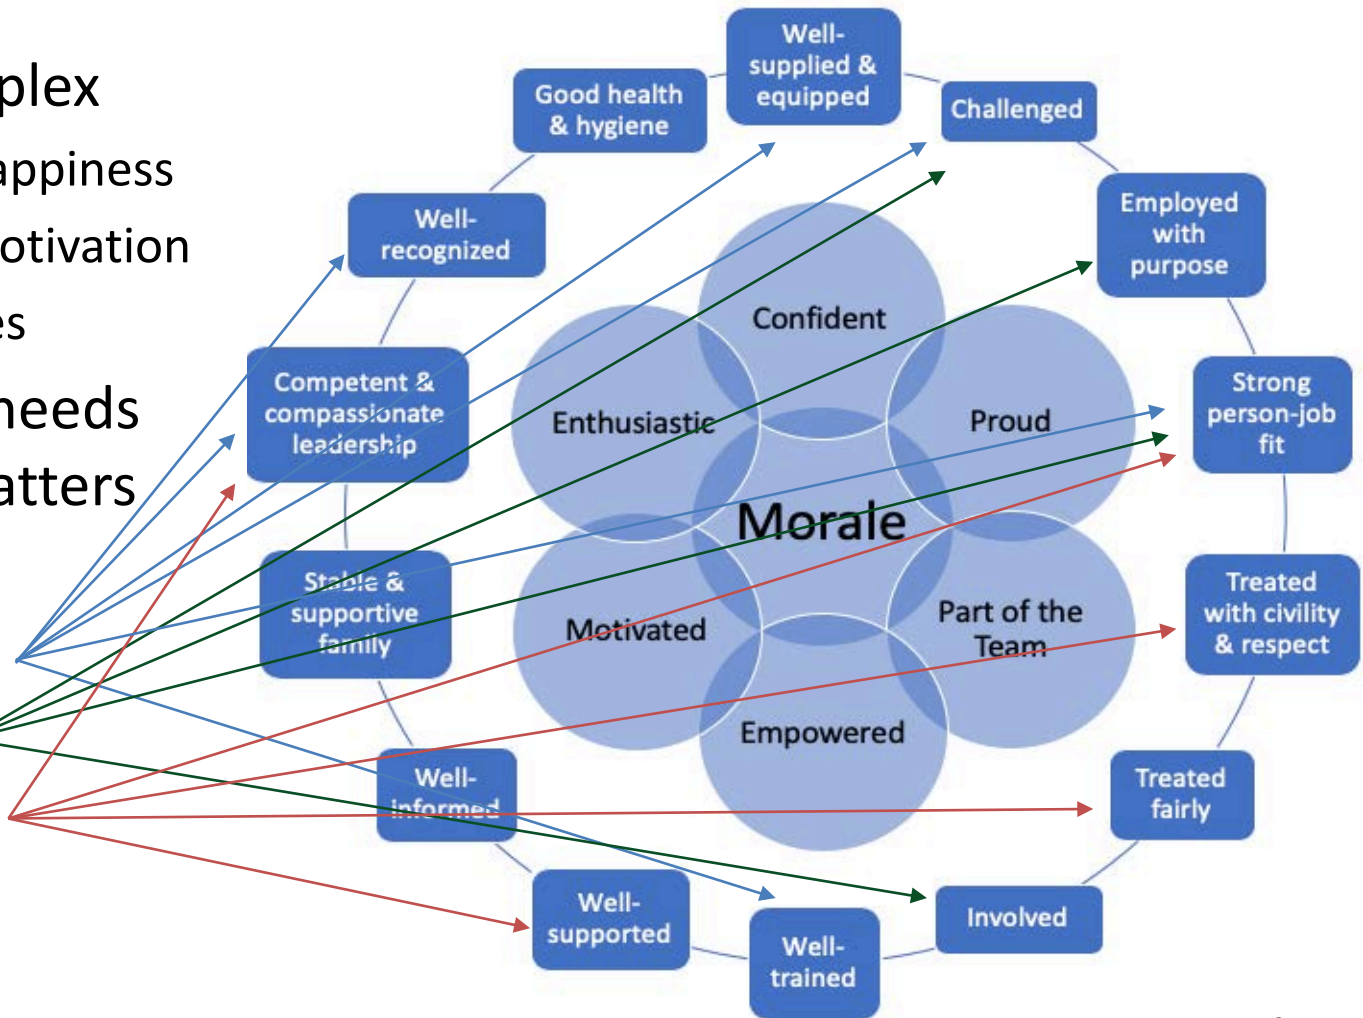 plex
appiness
otivation
es
needs
atters
Well-
supplied &
equipped
Good health
& hygiene
Challenged
Well-
recognized
Employed
with
purpose
Competent &
compassionate
leadership
Strong
person-job
fit
Stable &
supportive
family
Treated
with civility
& respect
Well-
informed
Treated
fairly
Well-
supported
Well-
trained
Involved
Confident
Enthusiastic
Proud
Morale
Motivated
Part of the
Team
Empowered